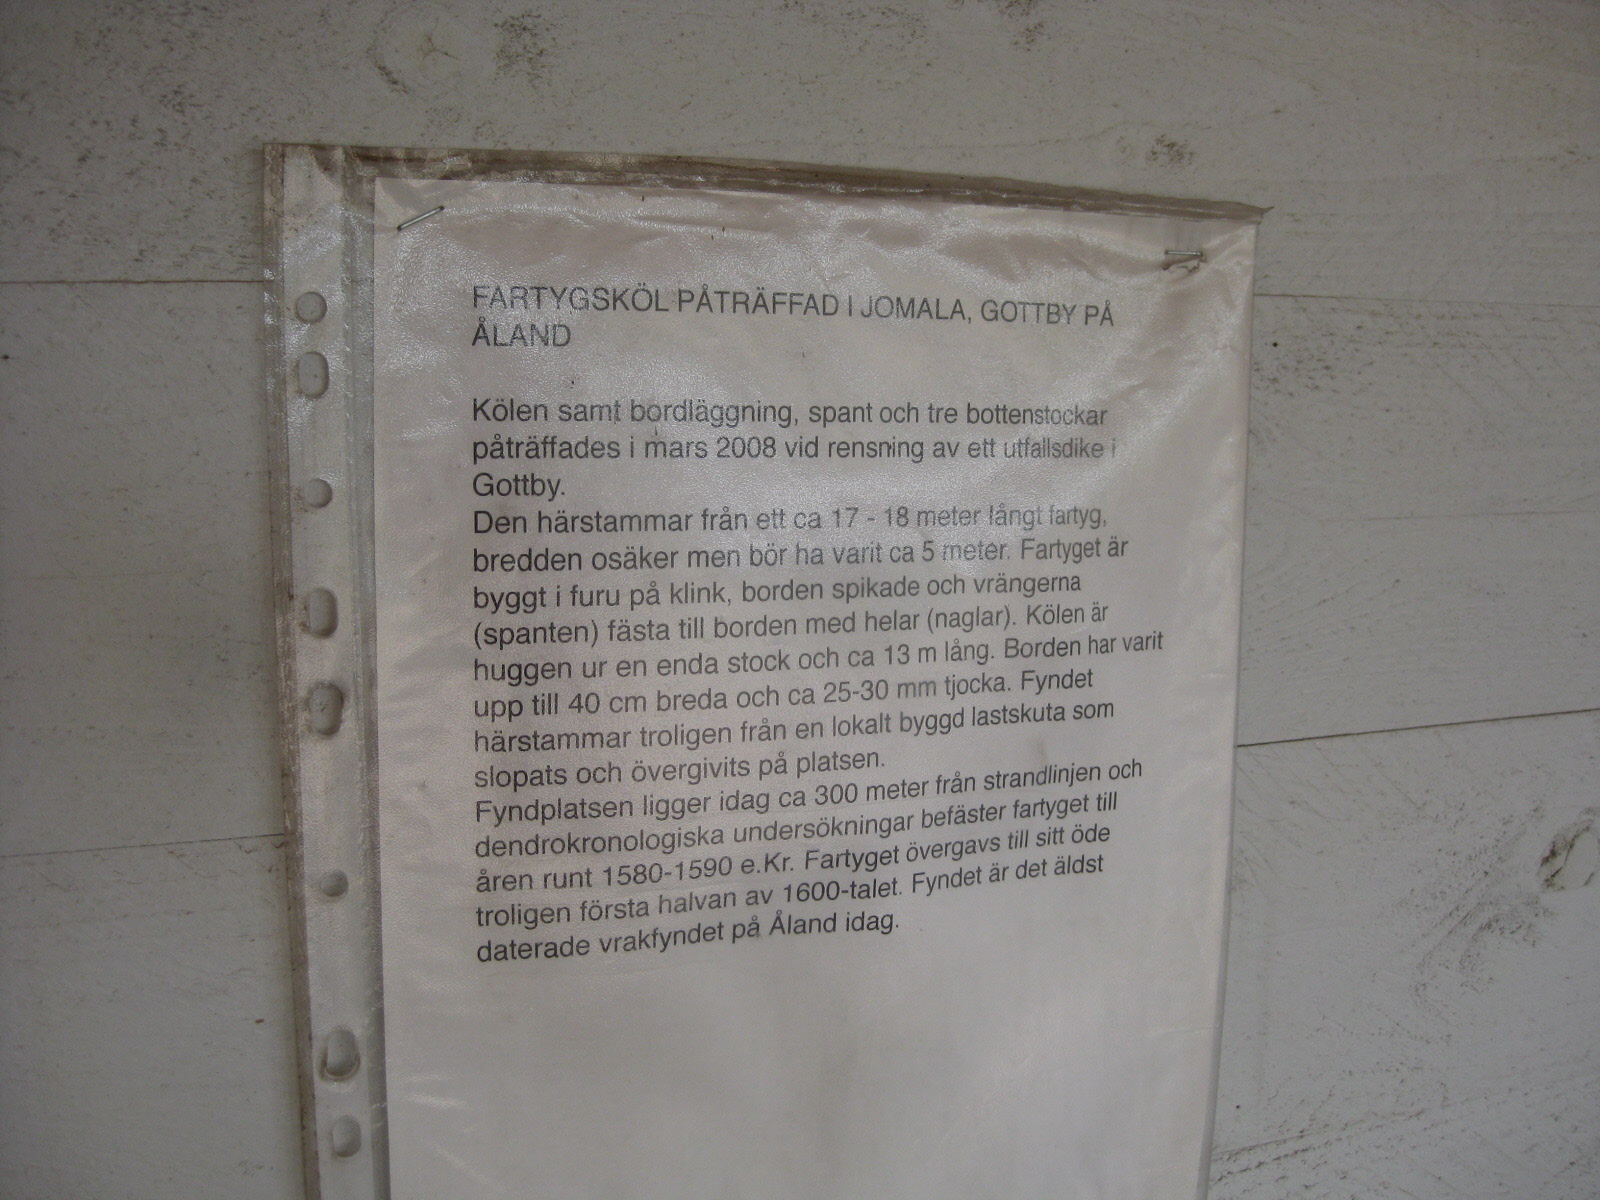 FARTYGSKÖL PÅTRÄFFAD I JOMALA, GOTTBY PÅ
ÅLAND
Kölen samt bordläggning, spant och tre bottenstockar
påträffades i mars 2008 vid rensning av ett utfallsdike i
Gottby.
Den härstammar från ett ca 17 - 18 meter långt fartyg,
bredden osäker men bör ha varit ca 5 meter. Fartyget är
byggt i furu på klink, borden spikade och vrängerna
(spanten) fästa till borden med helar (naglar). Kölen är
huggen ur en enda stock och ca 13 m lång. Borden har varit
upp till 40 cm breda och ca 25-30 mm tjocka. Fyndet
härstammar troligen från en lokalt byggd lastskuta som
slopats och övergivits på platsen.
Fyndplatsen ligger idag ca 300 meter från strandlinjen och
dendrokronologiska undersökningar befäster fartyget till
åren runt 1580-1590 e.Kr. Fartyget övergavs till sitt öde
troligen första halvan av 1600-talet. Fyndet är det äldst
daterade vrakfyndet på Åland idag.